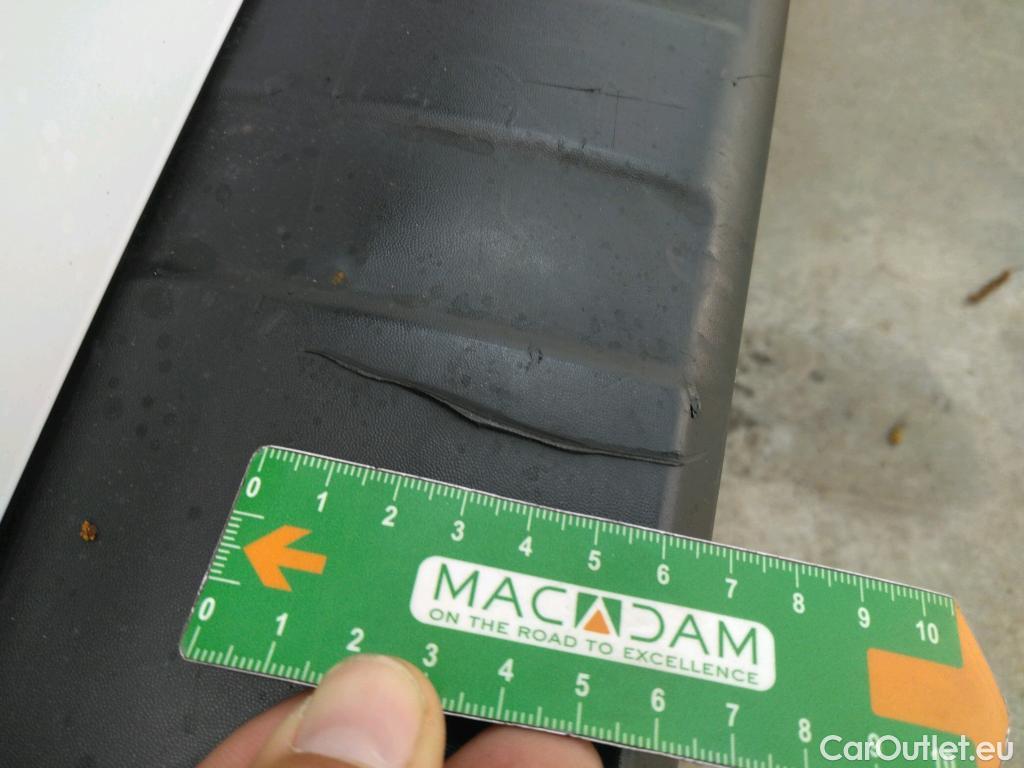 0 1 2 3 4 5 6 7 8 9 10
MACADAM
ON THE ROAD TO EXCELLENCE
0 1 2 3 4 5 6 7 8
CarOutlet.eu